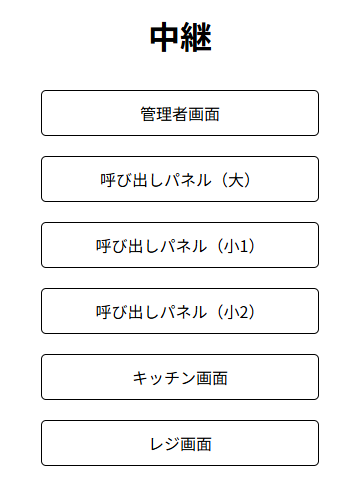 中継
管理者画面
呼び出しパネル（大）
呼び出しパネル（小1）
呼び出しパネル（小2）
キッチン画面
レジ画面